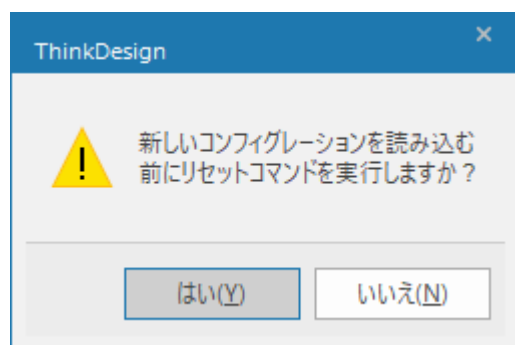 ThinkDesign
新しいコンフィグレーションを読み込む
前にリセットコマンドを実行しますか？
はい(Y)
いいえ(N)